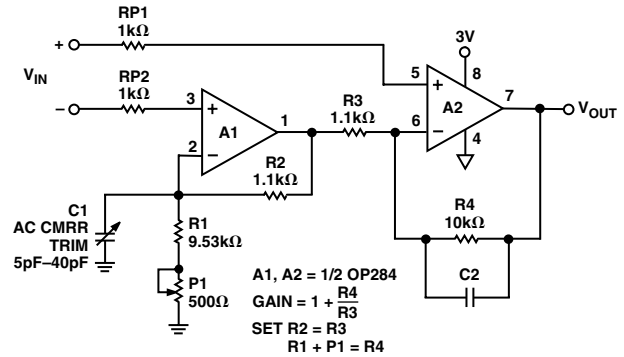 RP1
1kΩ
+
VIN
RP2
1kΩ
–
3
+
A1
1
2
–
R2
1.1kΩ
R3
1.1kΩ
3V
5
+
8
A2
7
6
–
4
VOUT
R4
10kΩ
C2
C1
AC CMRR
TRIM
5pF–40pF
R1
9.53kΩ
P1
500Ω
A1, A2 = 1/2 OP284
GAIN = 1 + R4
R3
SET R2 = R3
R1 + P1 = R4